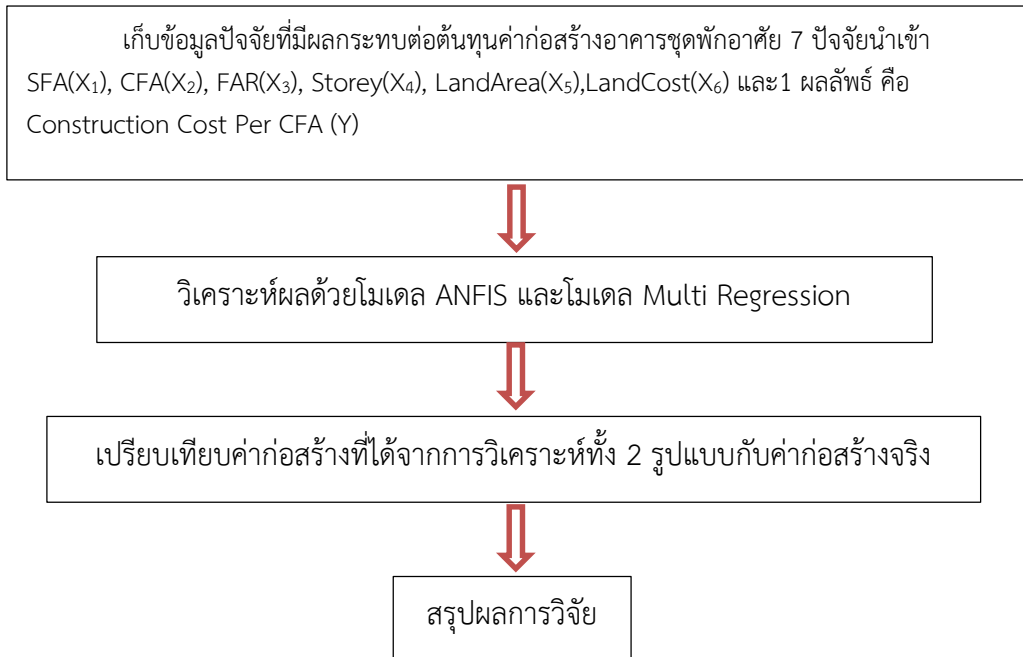 เก็บข้อมูลปัจจัยที่มีผลกระทบต่อต้นทุนค่าก่อสร้างอาคารชุดพักอาศัย 7 ปัจจัยนำเข้า
SFA(X₁), CFA(X₂), FAR(X₃), Storey(X₄), LandArea(X₅),LandCost(X₆) และ1 ผลลัพธ์ คือ
Construction Cost Per CFA (Y)
วิเคราะห์ผลด้วยโมเดล ANFIS และโมเดล Multi Regression
เปรียบเทียบค่าก่อสร้างที่ได้จากการวิเคราะห์ทั้ง 2 รูปแบบกับค่าก่อสร้างจริง
สรุปผลการวิจัย